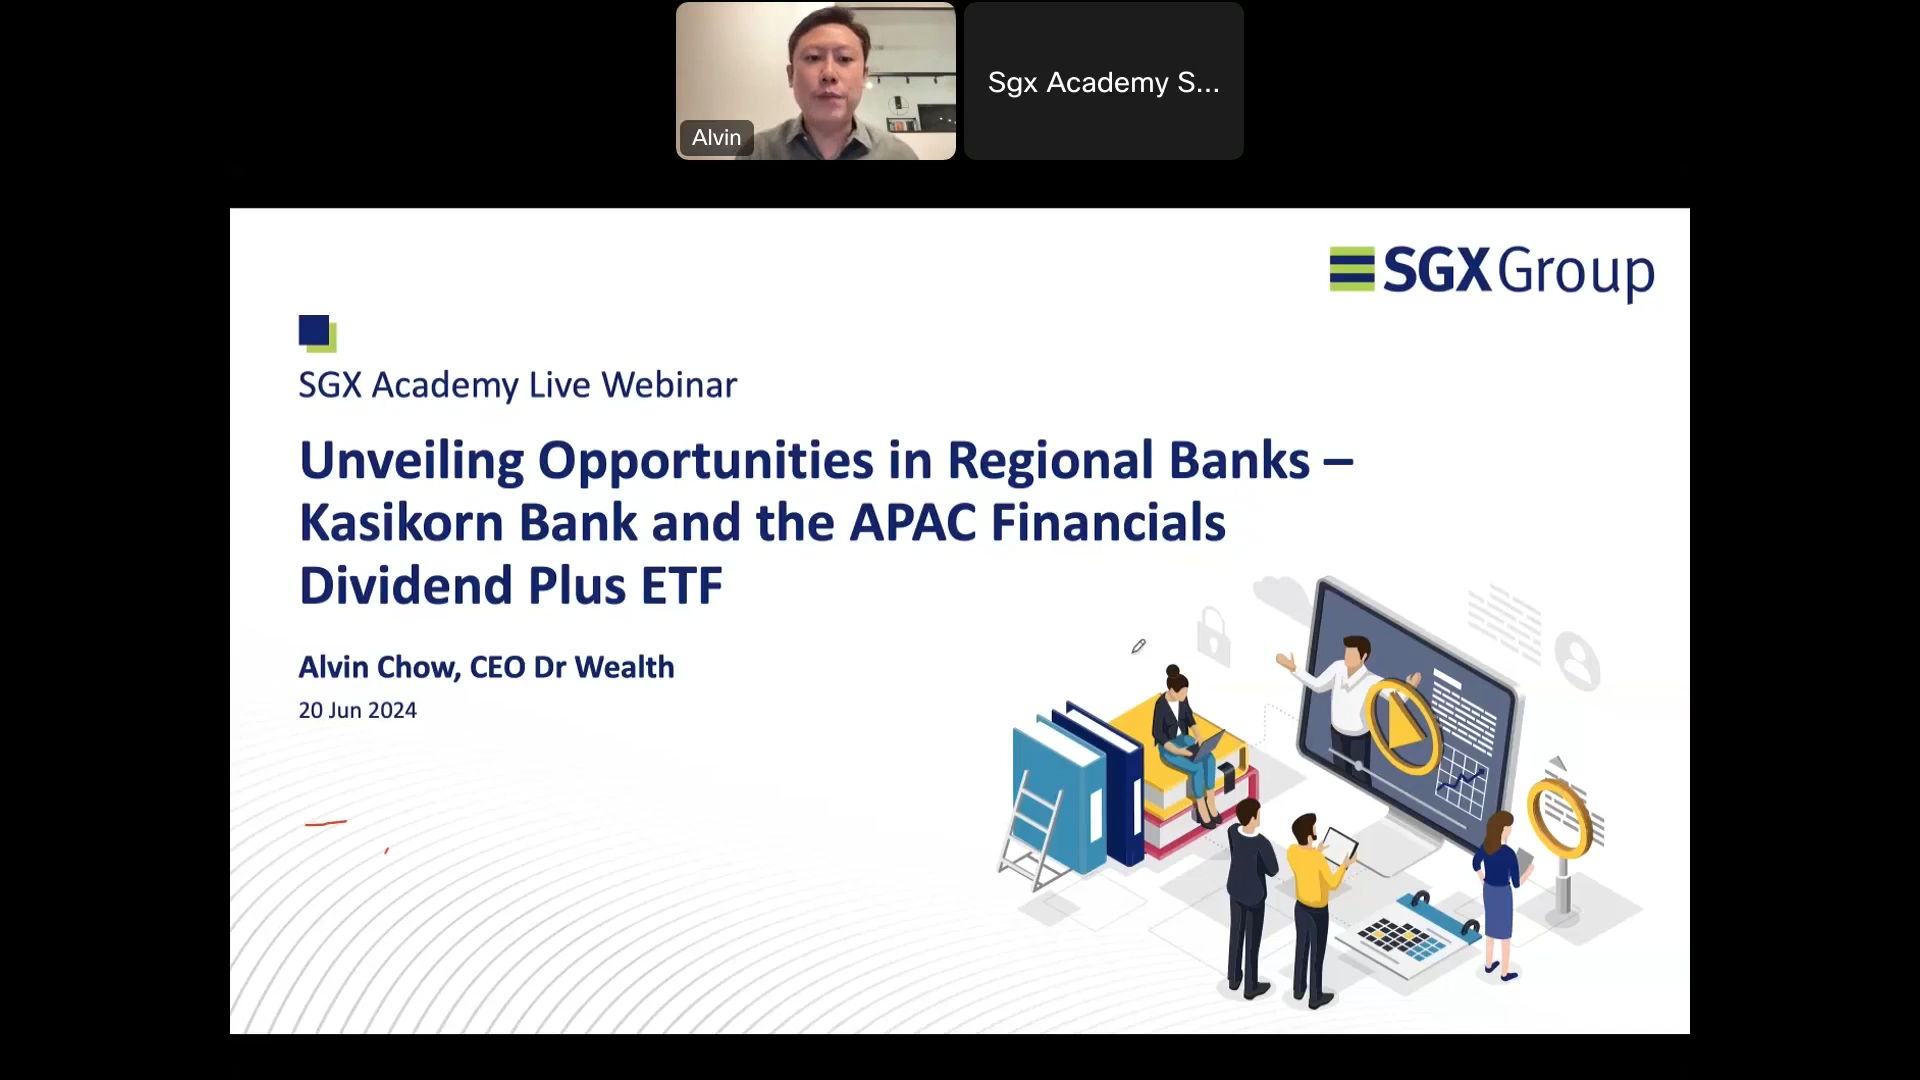 Alvin
Sgx Academy S...
SGX Group
SGX Academy Live Webinar
Unveiling Opportunities in Regional Banks –
Kasikorn Bank and the APAC Financials
Dividend Plus ETF
Alvin Chow, CEO Dr Wealth
20 Jun 2024